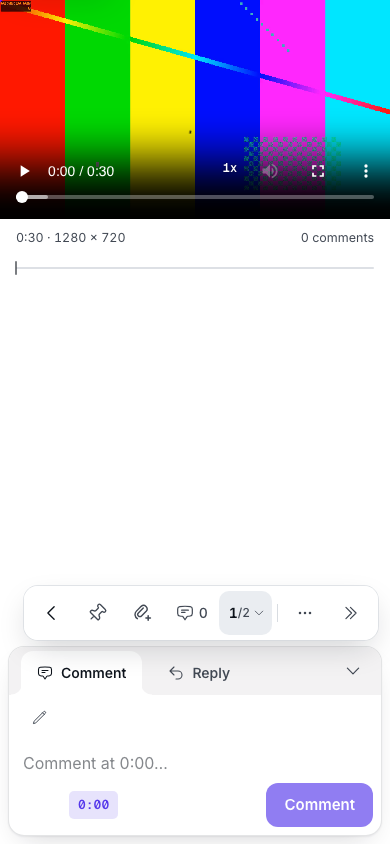 0:00 / 0:30
1x
0:30 · 1280 × 720
0 comments
0
1/2
Comment
Reply
Comment at 0:00...
0:00
Comment